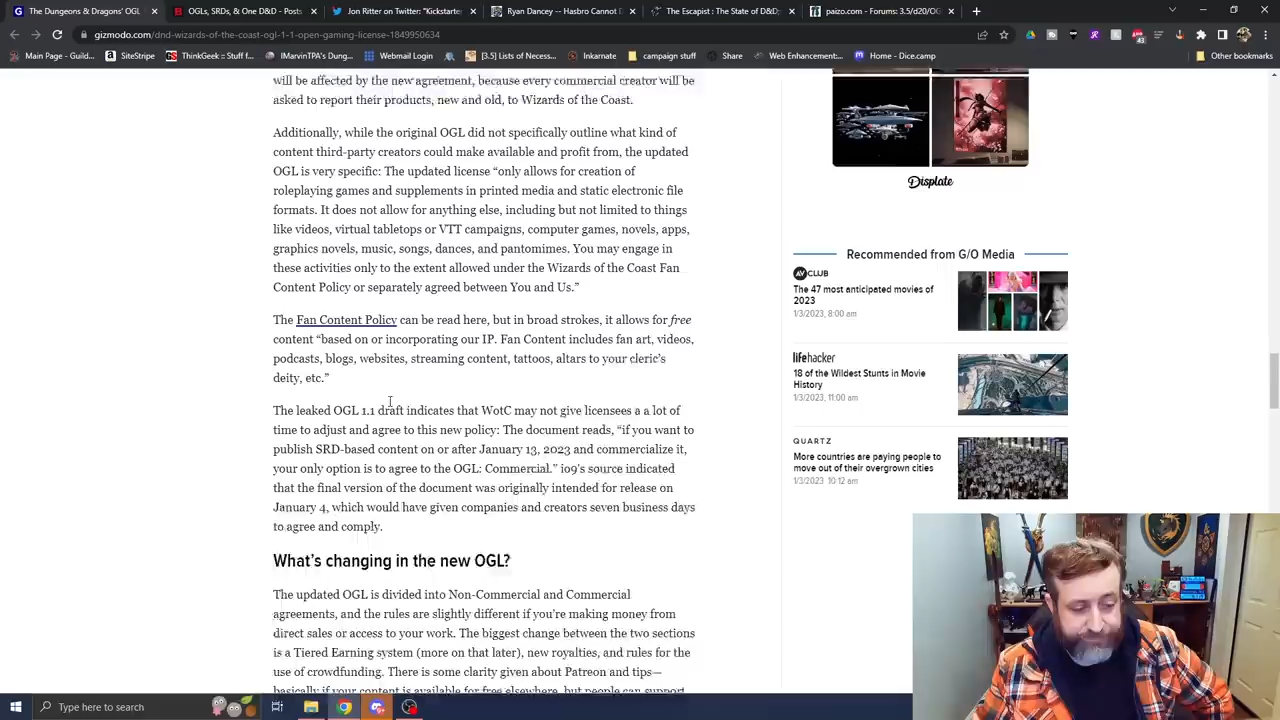 The Dungeons & Dragons' OGL
OGLs, SRDs, & One D&D - Posts
Jon Ritter on Twitter: "Kickstarte
Ryan Dancey -- Hasbro Cannot D
The Escapist : The State of D&D:
paizo.com - Forums: 3.5/d20/OG
gizmodo.com/dnd-wizards-of-the-coast-ogl-1-1-open-gaming-license-1849950634
43
Main Page - Guild...
SiteStripe
ThinkGeek :: Stuff f...
PhantomTPA's Dung...
Webmail Login
[3.5] Lists of Necess...
Inkarnate
campaign stuff
Share
Web Enhancement:...
Home - Dice.camp
Other bookmarks
will be affected by the new agreement, because every commercial creator will be
asked to report their products, new and old, to Wizards of the Coast.
Additionally, while the original OGL did not specifically outline what kind of
content third-party creators could make available and profit from, the updated
OGL is very specific: The updated license “only allows for creation of
roleplaying games and supplements in printed media and static electronic file
formats. It does not allow for anything else, including but not limited to things
like videos, virtual tabletops or VTT campaigns, computer games, novels, apps,
graphics novels, music, songs, dances, and pantomimes. You may engage in
these activities only to the extent allowed under the Wizards of the Coast Fan
Content Policy or separately agreed between You and Us.”
The Fan Content Policy can be read here, but in broad strokes, it allows for free
content “based on or incorporating our IP. Fan Content includes fan art, videos,
podcasts, blogs, websites, streaming content, tattoos, altars to your cleric’s
deity, etc.”
The leaked OGL 1.1 draft indicates that WotC may not give licensees a a lot of
time to adjust and agree to this new policy: The document reads, “if you want to
publish SRD-based content on or after January 13, 2023 and commercialize it,
your only option is to agree to the OGL: Commercial.” io9’s source indicated
that the final version of the document was originally intended for release on
which would have given companies and creators seven business days
to agree and comply.
What’s changing in the new OGL?
The updated OGL is divided into Non-Commercial and Commercial
agreements, and the rules are slightly different if you’re making money from
direct sales or access to your work. The biggest change between the two sections
is a Tiered Earning system (more on that later), new royalties, and rules for the
use of crowdfunding. There is some clarity given about Patreon and tips—
basically if your content is available for free elsewhere, but people can support
Displate
Recommended from G/O Media
AV CLUB
The 47 most anticipated movies of
2023
1/3/2023, 8:00 am
lifehacker
18 of the Wildest Stunts in Movie
History
1/3/2023, 11:00 am
QUARTZ
More countries are paying people to
move out of their overgrown cities
1/3/2023 10:12 am
Type here to search